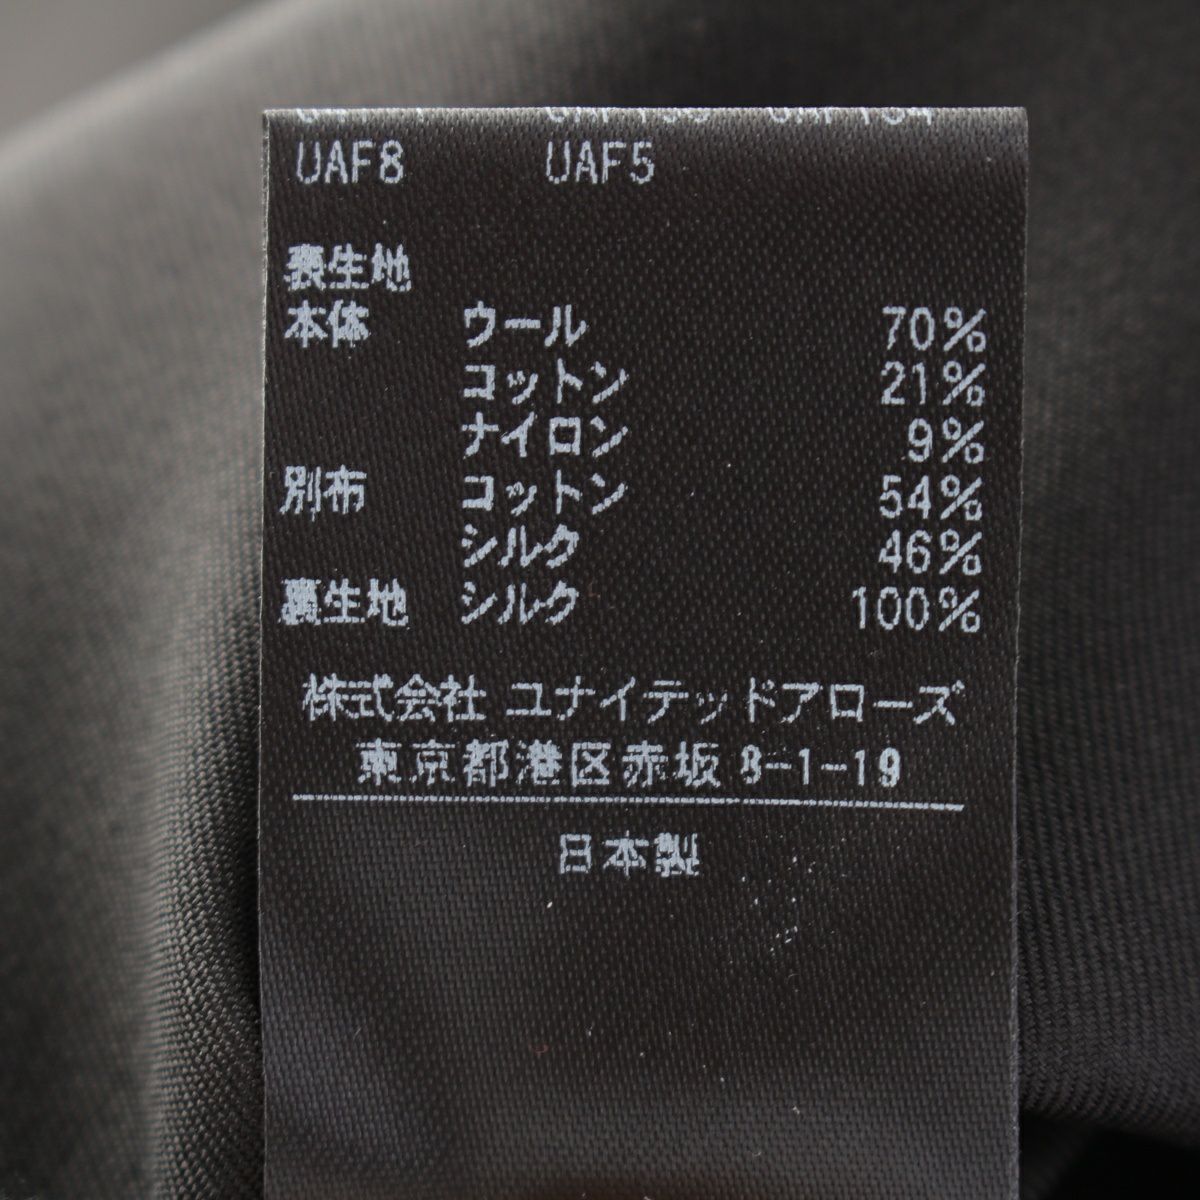 UAF8 UAF5
表生地
本体 ウール 70%
コットン 21%
ナイロン 9%
別布 コットン 54%
シルク 46%
裏生地 シルク 100%
株式会社 ユナイテッドアローズ
東京都港区赤坂 8-1-19
日本製